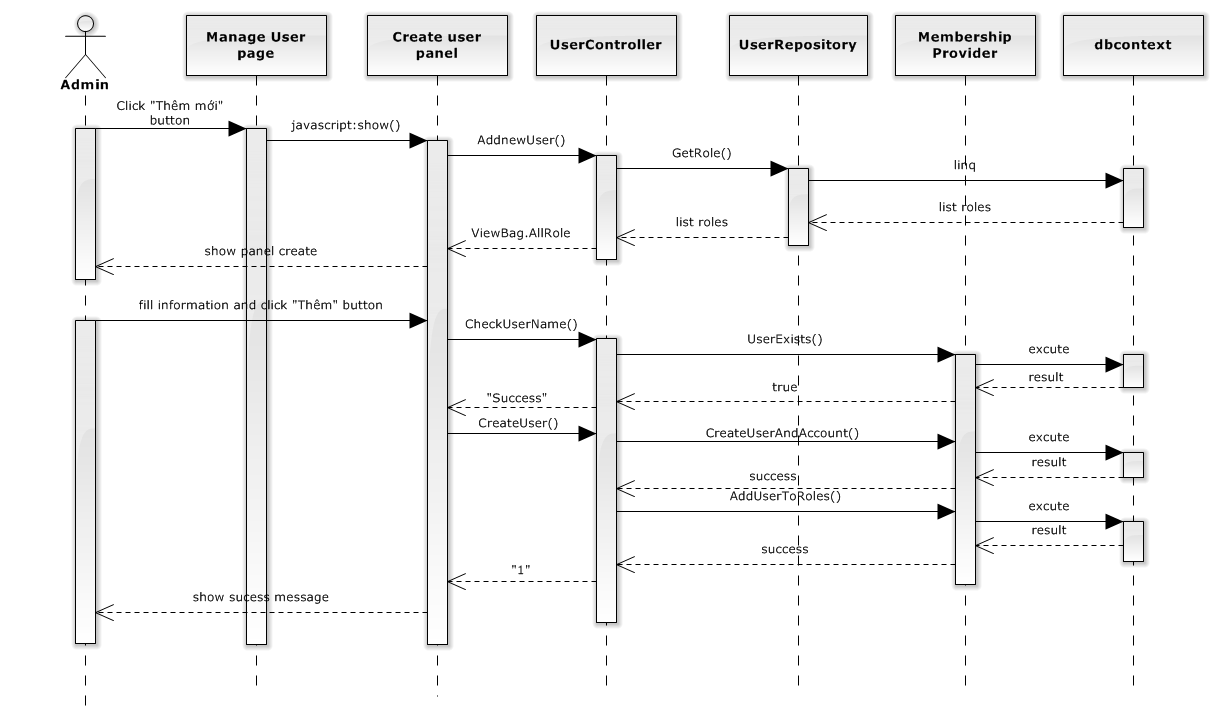 Admin
Manage User
page
Create user
panel
UserController
UserRepository
Membership
Provider
dbcontext
Click "Thêm mới"
button
javascript:show()
AddnewUser()
GetRole()
linq
list roles
list roles
ViewBag.AllRole
show panel create
fill information and click "Thêm" button
CheckUserName()
UserExists()
excute
result
true
"Success"
CreateUser()
CreateUserAndAccount()
excute
result
success
AddUserToRoles()
excute
result
success
"1"
show sucess message